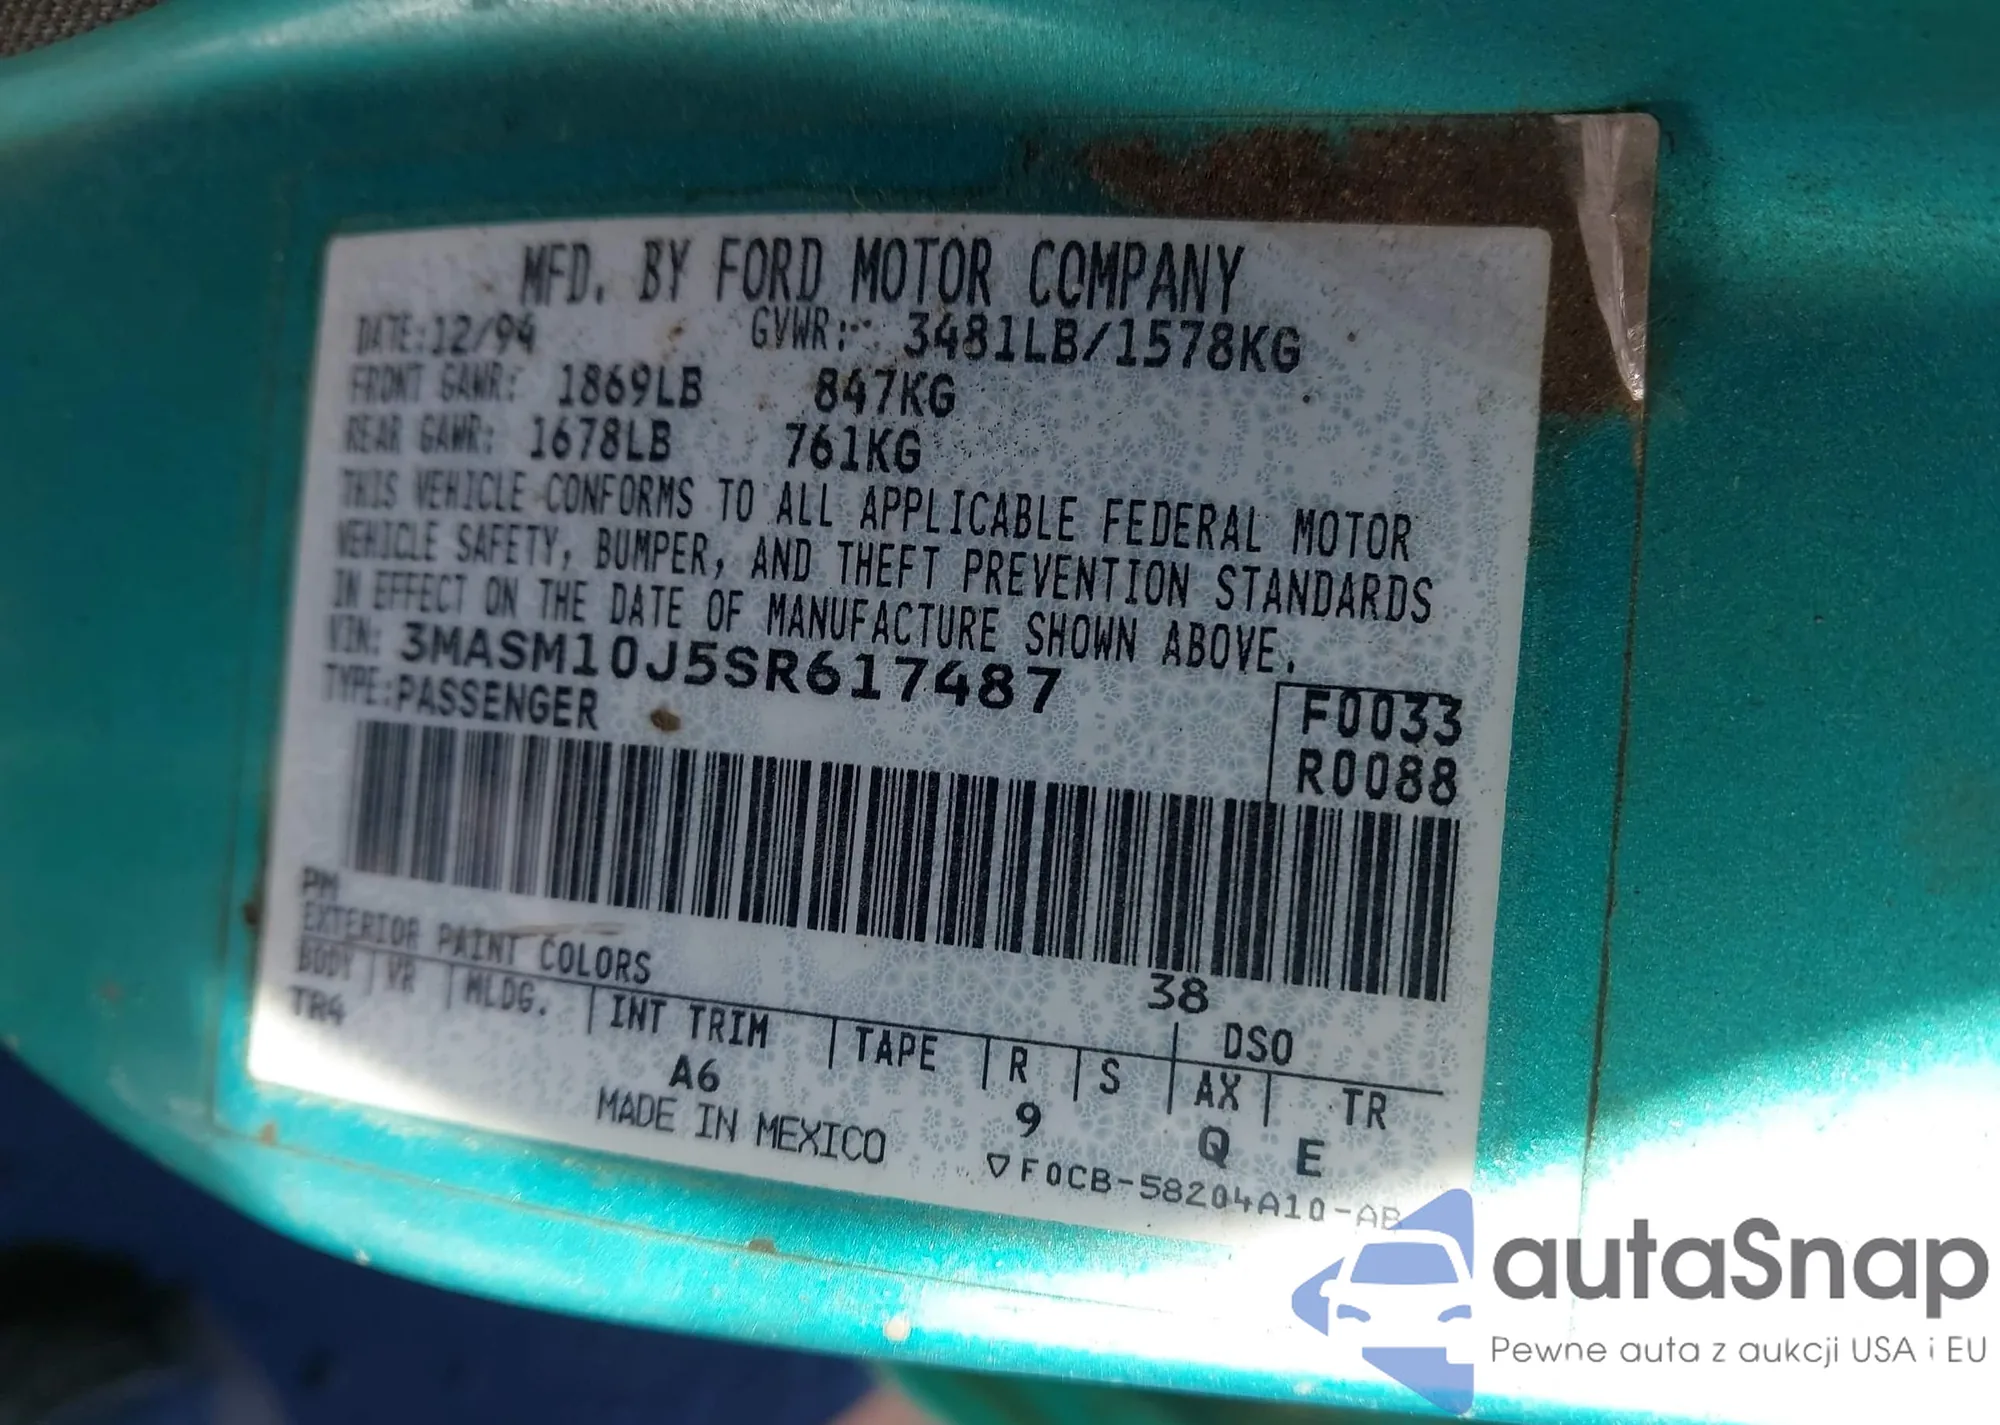 MFD. BY FORD MOTOR COMPANY
DATE:12/94 GVWR: 3481LB/1578KG
FRONT GAWR: 1869LB 847KG
REAR GAWR: 1678LB 761KG
THIS VEHICLE CONFORMS TO ALL APPLICABLE FEDERAL MOTOR
VEHICLE SAFETY, BUMPER, AND THEFT PREVENTION STANDARDS
IN EFFECT ON THE DATE OF MANUFACTURE SHOWN ABOVE.
VIN: 3MASM10J5SR617487
TYPE:PASSENGER
F0033
R0088
PM
EXTERIOR PAINT COLORS 38 DSO
BODY VR MLDG. INT TRIM TAPE R S AX TR
TR4 A6 9 Q E
MADE IN MEXICO ▽F0CB-58204A10-AB
autaSnap
Pewne auta z aukcji USA i EU